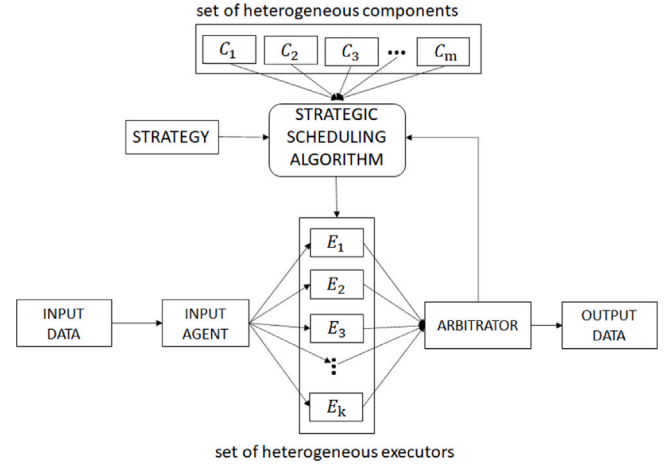 set of heterogeneous components
C1 C2 C3 ... Cm
STRATEGIC
SCHEDULING
ALGORITHM
STRATEGY
E1
E2
E3
⋮
Ek
INPUT
DATA
INPUT
AGENT
ARBITRATOR
OUTPUT
DATA
set of heterogeneous executors